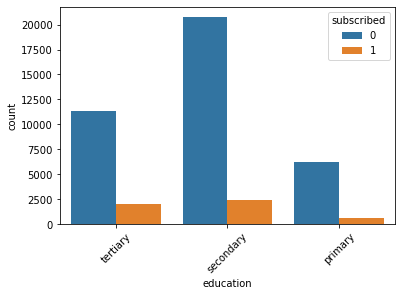 subscribed
0
1
20000
17500
15000
12500
10000
7500
5000
2500
0
count
tertiary
secondary
primary
education